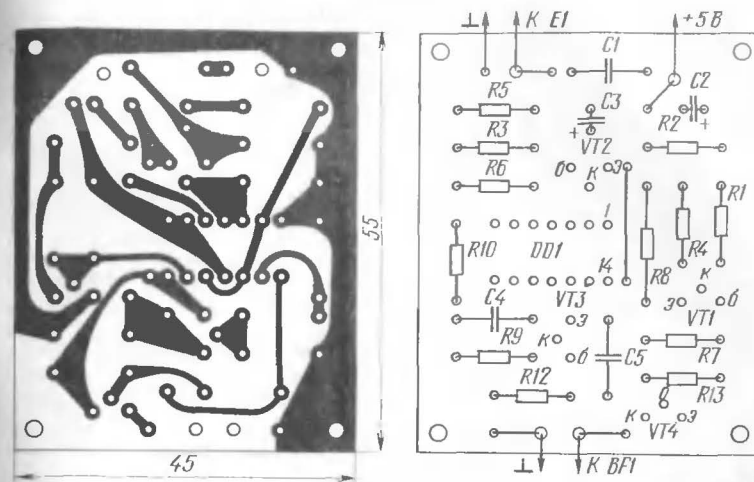 ⊥ К E1 +5В
C1
R5 C3 C2
R3 VT2 R2 +
+
R6 б К Э
1 R1
R10 DD1 R8 R4
14 К
C4 VT3 Э Э б
R9 К VT1
б C5 R7
R12 R13
б
К Э
VT4
⊥ К BF1
55
45